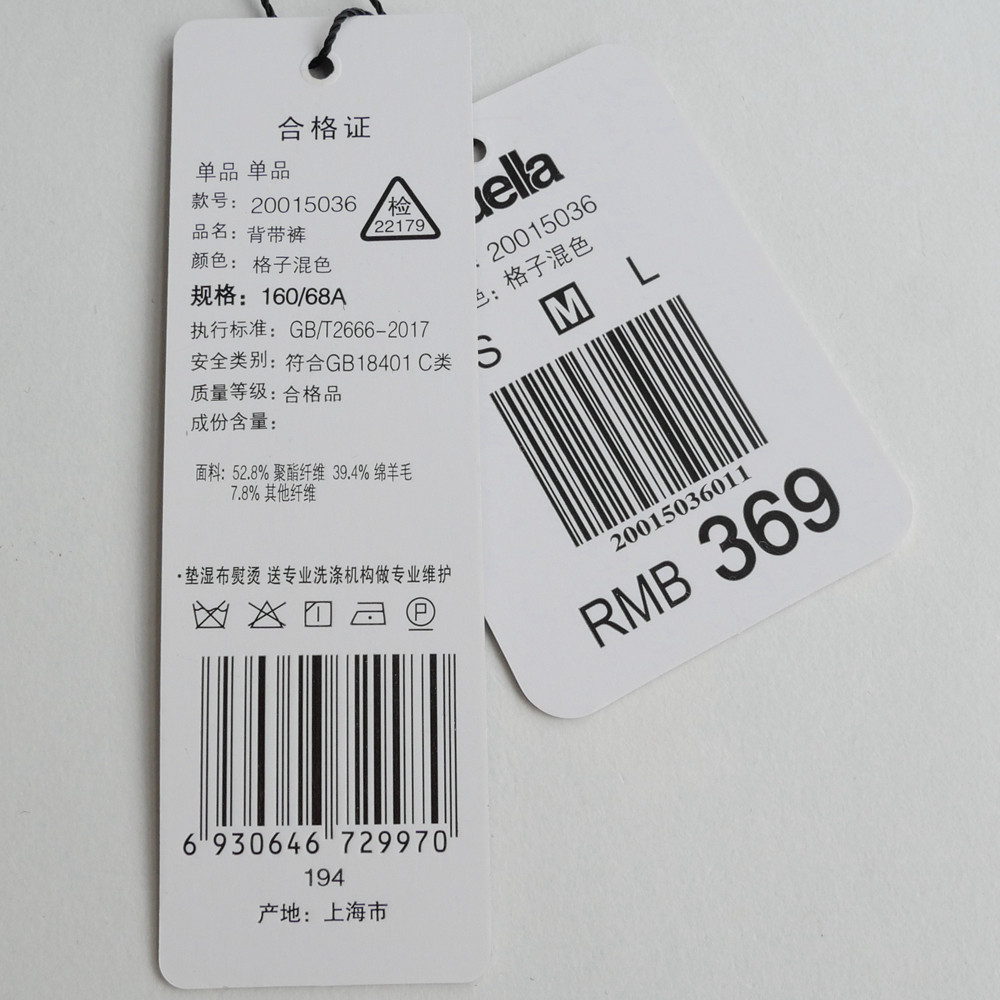 合格证
单品 单品
款号: 20015036
检
22179
品名: 背带裤
颜色: 格子混色
规格: 160/68A
执行标准: GB/T2666-2017
安全类别: 符合GB18401 C类
质量等级: 合格品
成份含量:
面料: 52.8% 聚酯纤维 39.4% 绵羊毛
7.8% 其他纤维
·垫湿布熨烫 送专业洗涤机构做专业维护
P
6 930646 729970
194
产地: 上海市
uella
: 20015036
色: 格子混色
S M L
20015036011
RMB 369